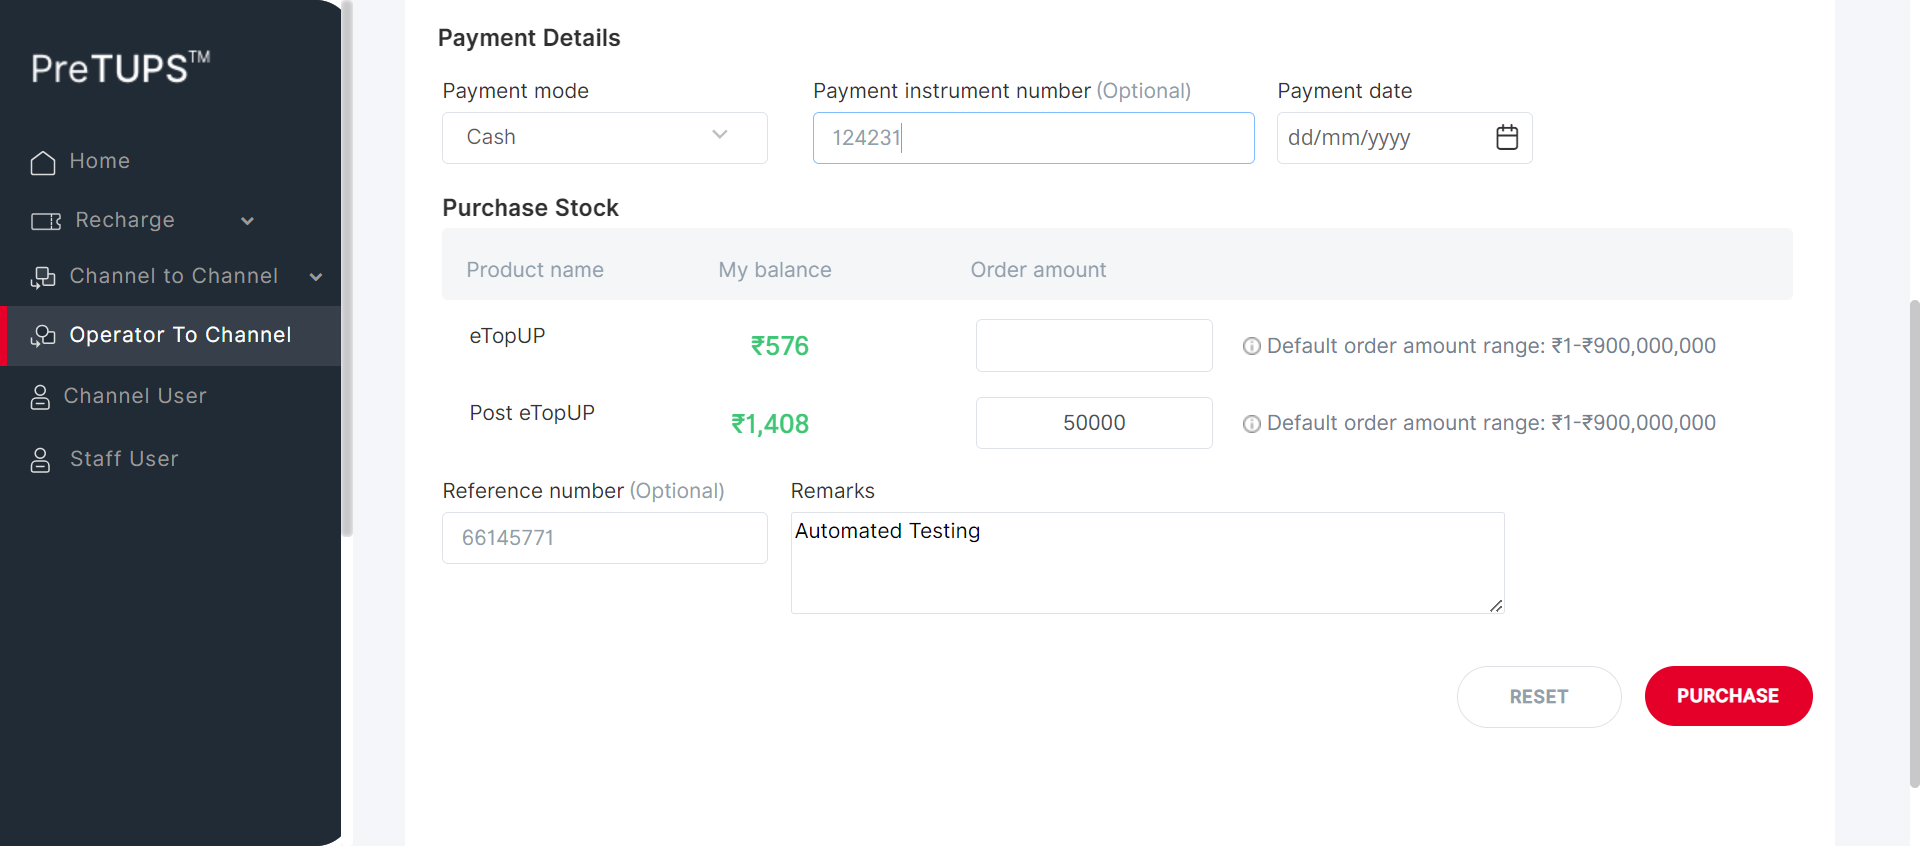 PreTUPS™
Home
Recharge
Channel to Channel
Operator To Channel
Channel User
Staff User
Payment Details
Payment mode
Payment instrument number (Optional)
Payment date
Cash
124231
dd/mm/yyyy
Purchase Stock
Product name My balance Order amount
eTopUP ₹576 Default order amount range: ₹1-₹900,000,000
Post eTopUP ₹1,408 50000 Default order amount range: ₹1-₹900,000,000
Reference number (Optional)
Remarks
66145771
Automated Testing
RESET
PURCHASE